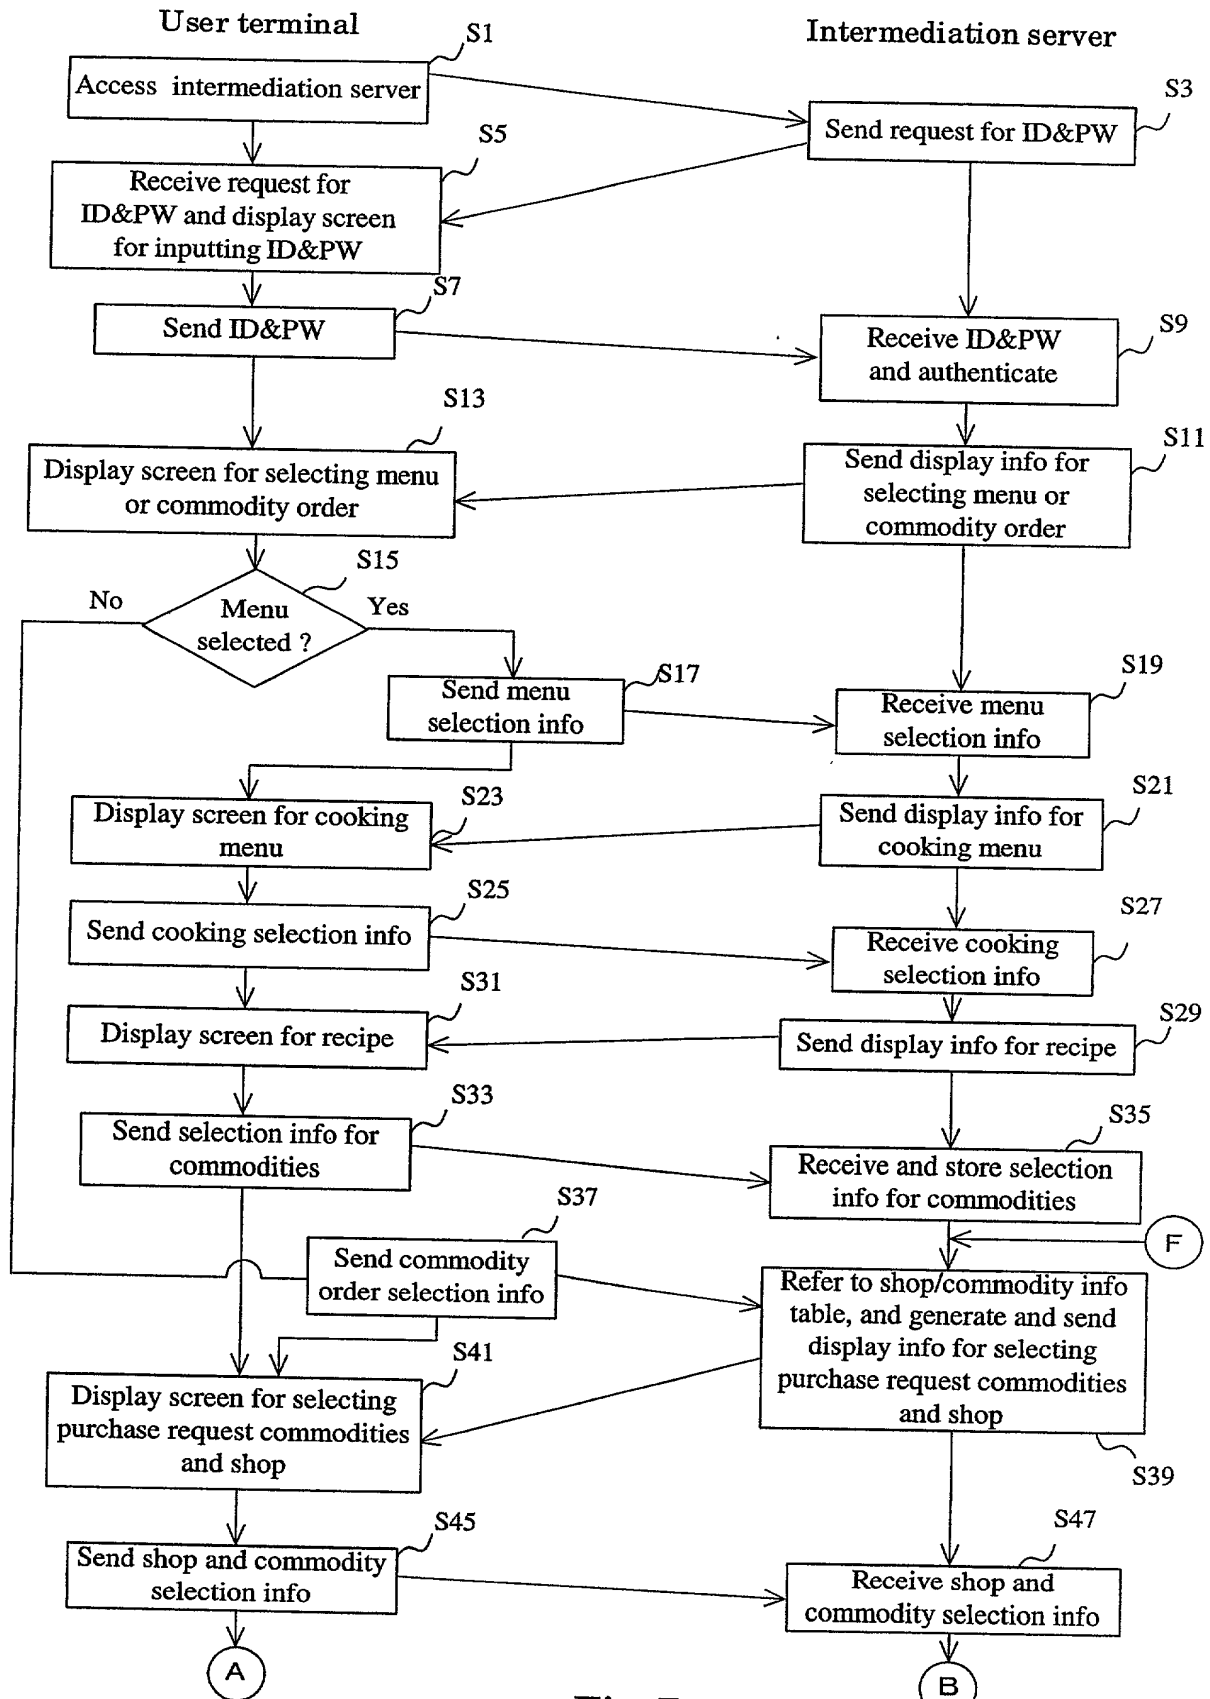 User terminal
Intermediation server
S1
Access intermediation server
S3
Send request for ID&PW
S5
Receive request for
ID&PW and display screen
for inputting ID&PW
S7
Send ID&PW
S9
Receive ID&PW
and authenticate
S13
Display screen for selecting menu
or commodity order
S11
Send display info for
selecting menu or
commodity order
S15
No
Menu
selected ?
Yes
S17
Send menu
selection info
S19
Receive menu
selection info
S23
Display screen for cooking
menu
S21
Send display info for
cooking menu
S25
Send cooking selection info
S27
Receive cooking
selection info
S31
Display screen for recipe
S29
Send display info for recipe
S33
Send selection info for
commodities
S35
Receive and store selection
info for commodities
F
S37
Send commodity
order selection info
Refer to shop/commodity info
table, and generate and send
display info for selecting
purchase request commodities
and shop
S39
S41
Display screen for selecting
purchase request commodities
and shop
S45
Send shop and commodity
selection info
S47
Receive shop and
commodity selection info
A
B